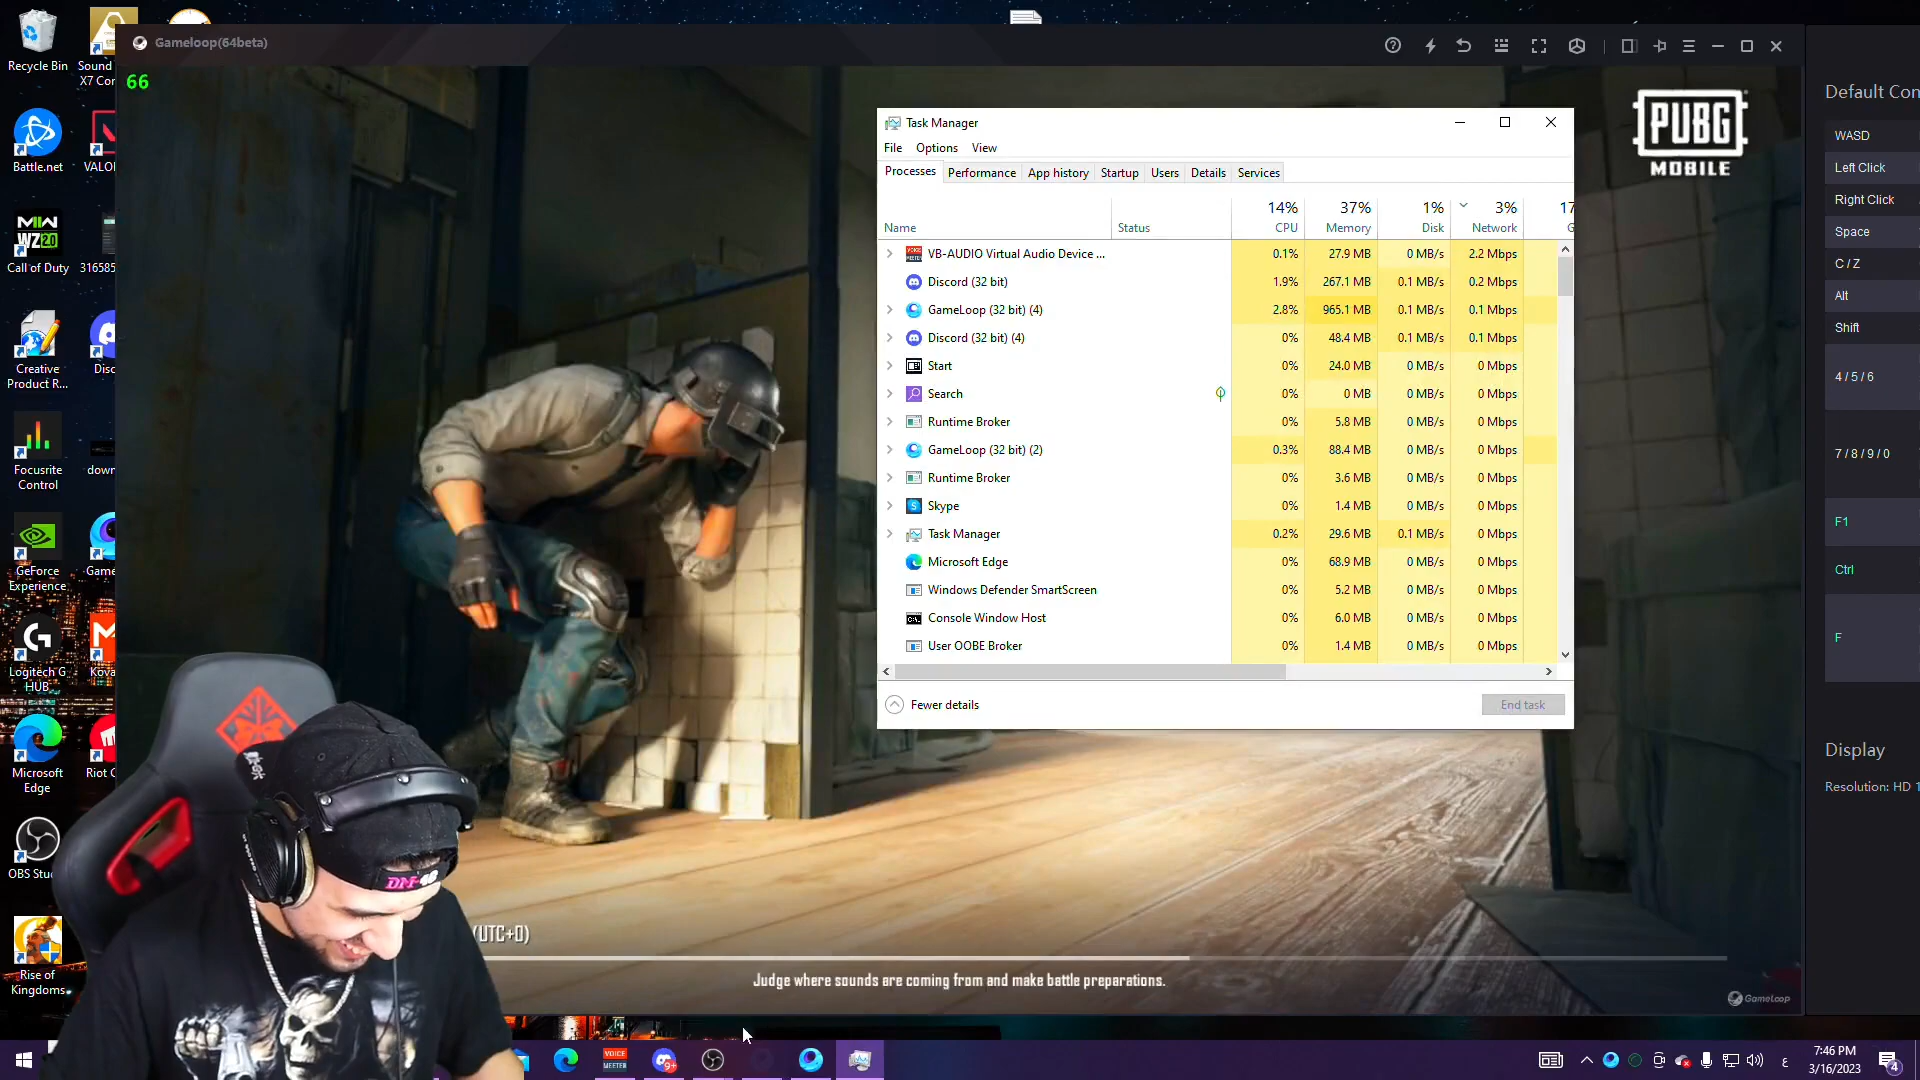 Recycle Bin
Sound
X7 Con
Battle.net
VALO
Call of Duty
31658
Creative
Product R...
Disc
Focusrite
Control
down
GeForce
Experience
Game
Logitech G
HUB
Kova
Microsoft
Edge
Riot C
OBS Stu
Rise of
Kingdoms
Gameloop(64beta)
66
PUBG
MOBILE
Task Manager
File Options View
Processes Performance App history Startup Users Details Services
14% 37% 1% 3% 17
Name Status CPU Memory Disk Network G
VB-AUDIO Virtual Audio Device ... 0.1% 27.9 MB 0 MB/s 2.2 Mbps
Discord (32 bit) 1.9% 267.1 MB 0.1 MB/s 0.2 Mbps
GameLoop (32 bit) (4) 2.8% 965.1 MB 0.1 MB/s 0.1 Mbps
Discord (32 bit) (4) 0% 48.4 MB 0.1 MB/s 0.1 Mbps
Start 0% 24.0 MB 0 MB/s 0 Mbps
Search 0% 0 MB 0 MB/s 0 Mbps
Runtime Broker 0% 5.8 MB 0 MB/s 0 Mbps
GameLoop (32 bit) (2) 0.3% 88.4 MB 0 MB/s 0 Mbps
Runtime Broker 0% 3.6 MB 0 MB/s 0 Mbps
Skype 0% 1.4 MB 0 MB/s 0 Mbps
Task Manager 0.2% 29.6 MB 0.1 MB/s 0 Mbps
Microsoft Edge 0% 68.9 MB 0 MB/s 0 Mbps
Windows Defender SmartScreen 0% 5.2 MB 0 MB/s 0 Mbps
Console Window Host 0% 6.0 MB 0 MB/s 0 Mbps
User OOBE Broker 0% 1.4 MB 0 MB/s 0 Mbps
Fewer details
End task
Default Con
WASD
Left Click
Right Click
Space
C / Z
Alt
Shift
4 / 5 / 6
7 / 8 / 9 / 0
F1
Ctrl
F
Display
Resolution: HD 1
(UTC+0)
Judge where sounds are coming from and make battle preparations.
GameLoop
VOICE
MEETER
9+
ع
7:46 PM
3/16/2023
4